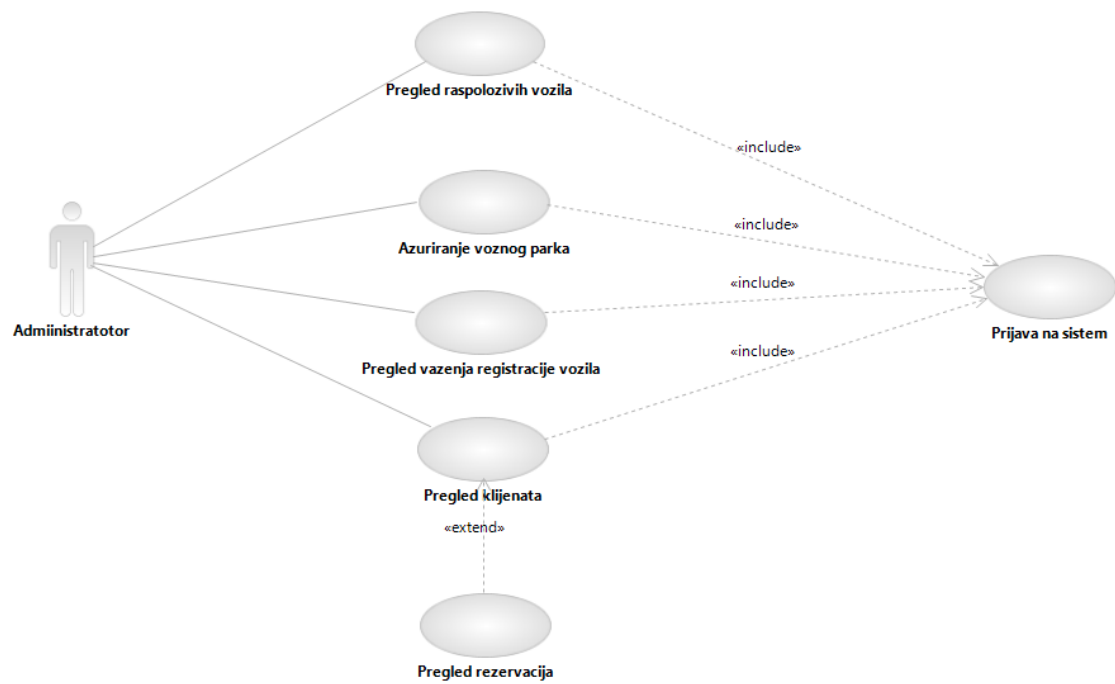 Pregled raspolozivih vozila
«include»
Azuriranje voznog parka
«include»
«include»
Admiinistratotor
Prijava na sistem
Pregled vazenja registracije vozila
«include»
Pregled klijenata
«extend»
Pregled rezervacija